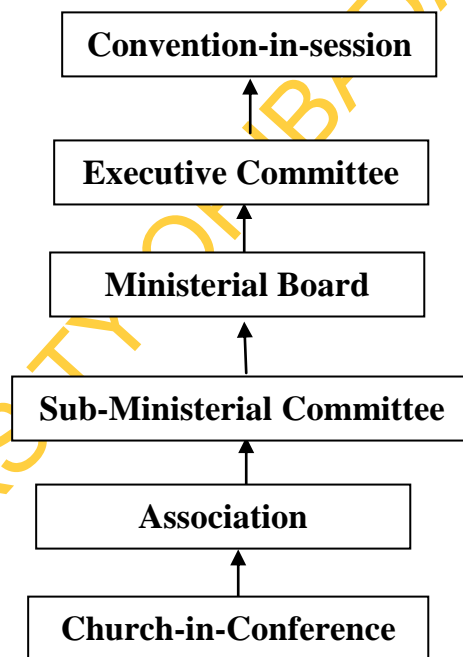 Convention-in-session
Executive Committee
Ministerial Board
Sub-Ministerial Committee
Association
Church-in-Conference